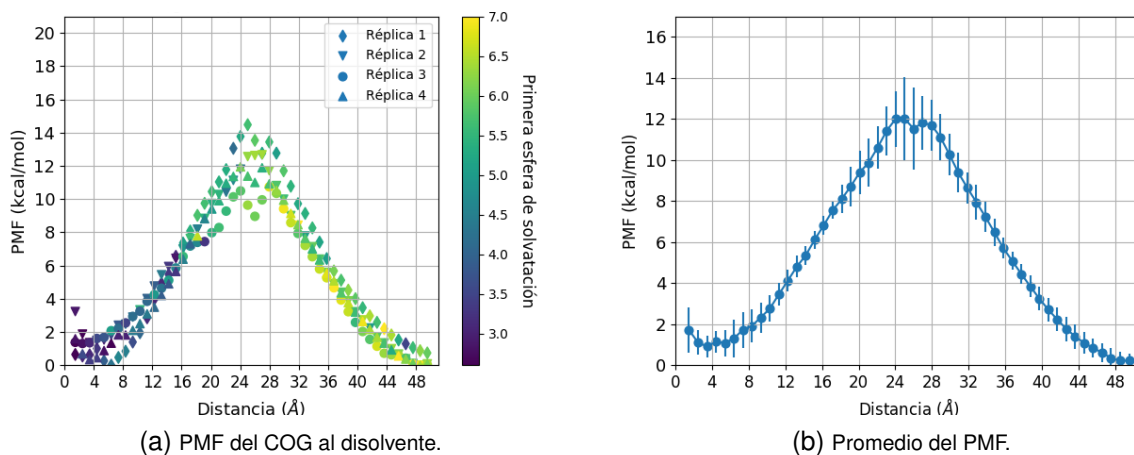 20
18
16
14
12
10
8
6
4
2
0
PMF (kcal/mol)
0 4 8 12 16 20 24 28 32 36 40 44 48
Distancia (Å)
Réplica 1
Réplica 2
Réplica 3
Réplica 4
7.0
6.5
6.0
5.5
5.0
4.5
4.0
3.5
3.0
Primera esfera de solvatación
(a) PMF del COG al disolvente.
16
14
12
10
8
6
4
2
0
PMF (kcal/mol)
0 4 8 12 16 20 24 28 32 36 40 44 48
Distancia (Å)
(b) Promedio del PMF.